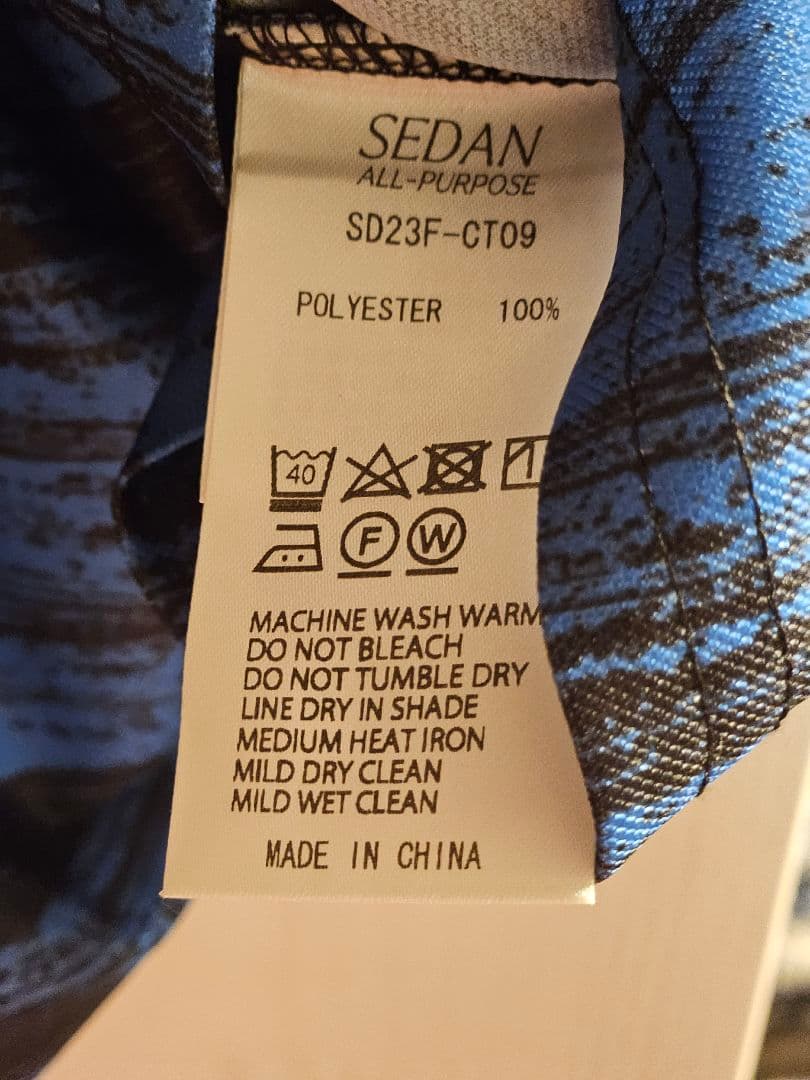 SEDAN
ALL-PURPOSE
SD23F-CT09
POLYESTER 100%
40
F W
MACHINE WASH WARM
DO NOT BLEACH
DO NOT TUMBLE DRY
LINE DRY IN SHADE
MEDIUM HEAT IRON
MILD DRY CLEAN
MILD WET CLEAN
MADE IN CHINA